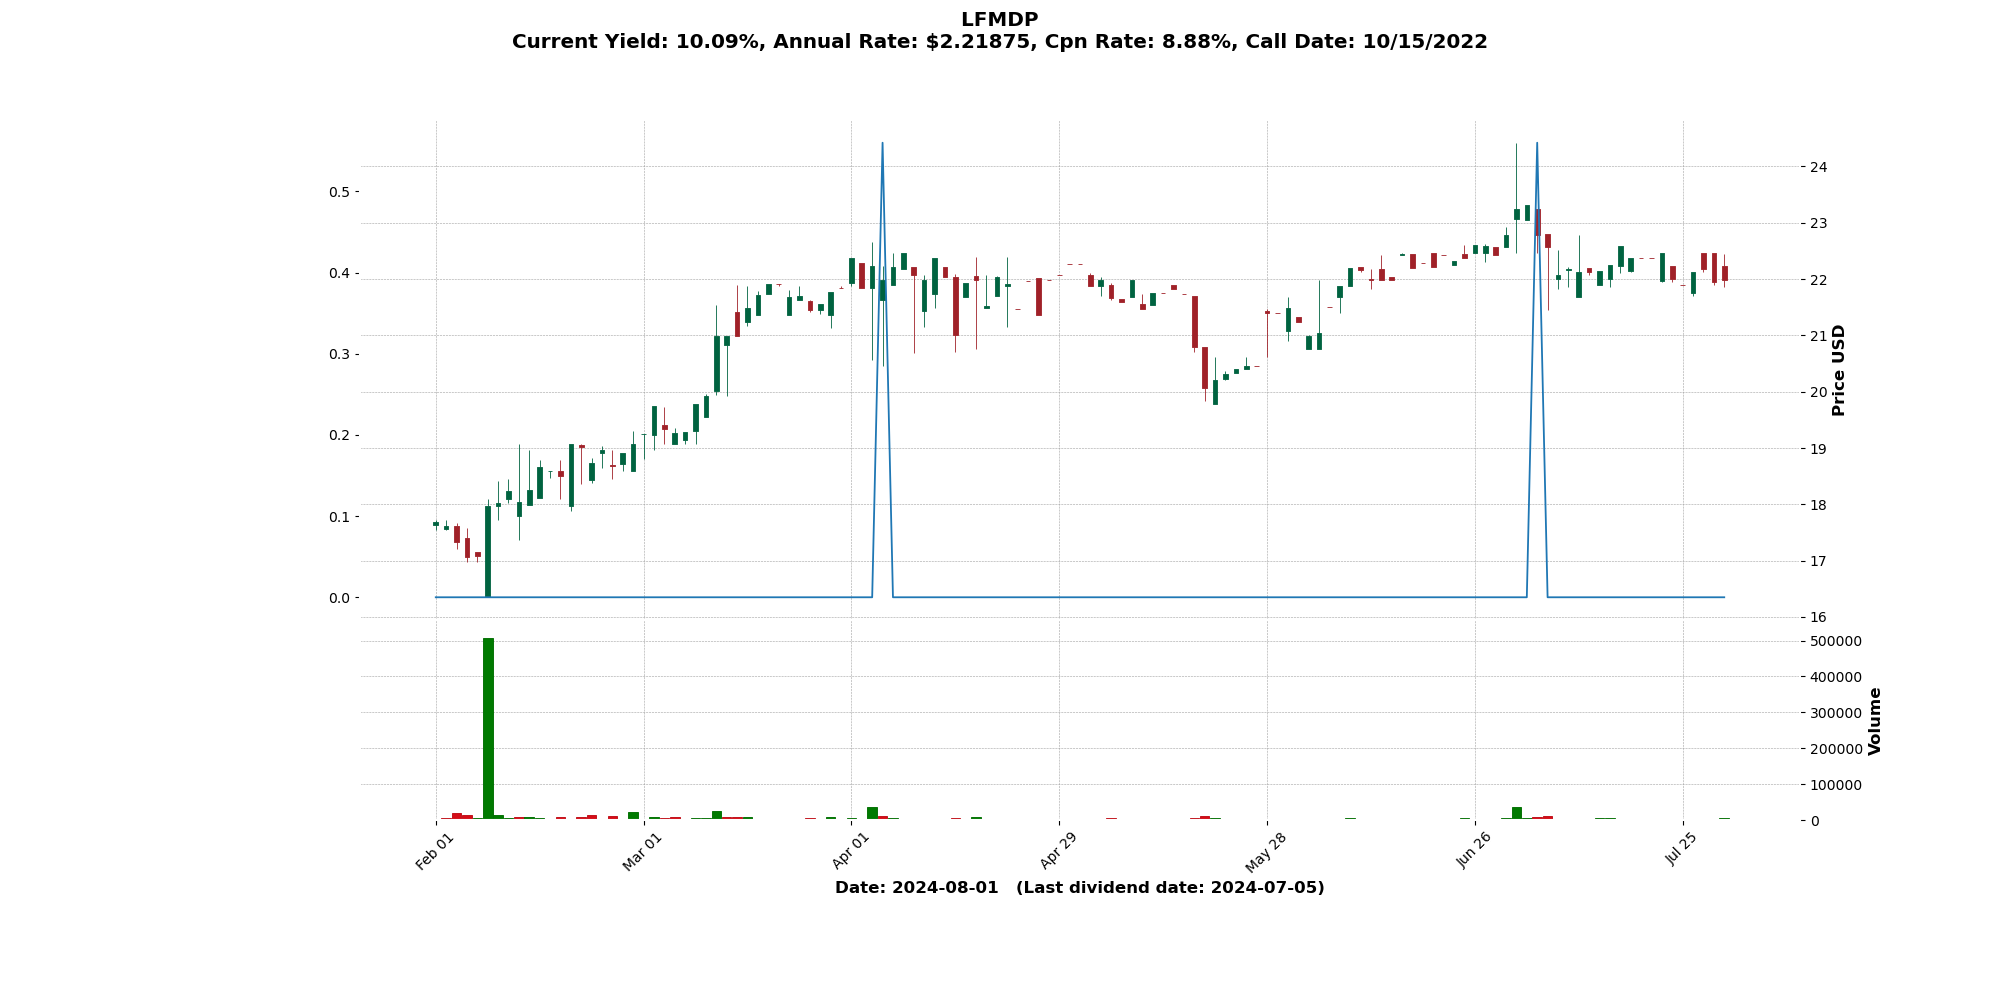 LFMDP
Current Yield: 10.09%, Annual Rate: $2.21875, Cpn Rate: 8.88%, Call Date: 10/15/2022
0.5
0.4
0.3
0.2
0.1
0.0
24
23
22
21
20
19
18
17
16
Price USD
500000
400000
300000
200000
100000
0
Volume
Feb 01
Mar 01
Apr 01
Apr 29
May 28
Jun 26
Jul 25
Date: 2024-08-01 (Last dividend date: 2024-07-05)